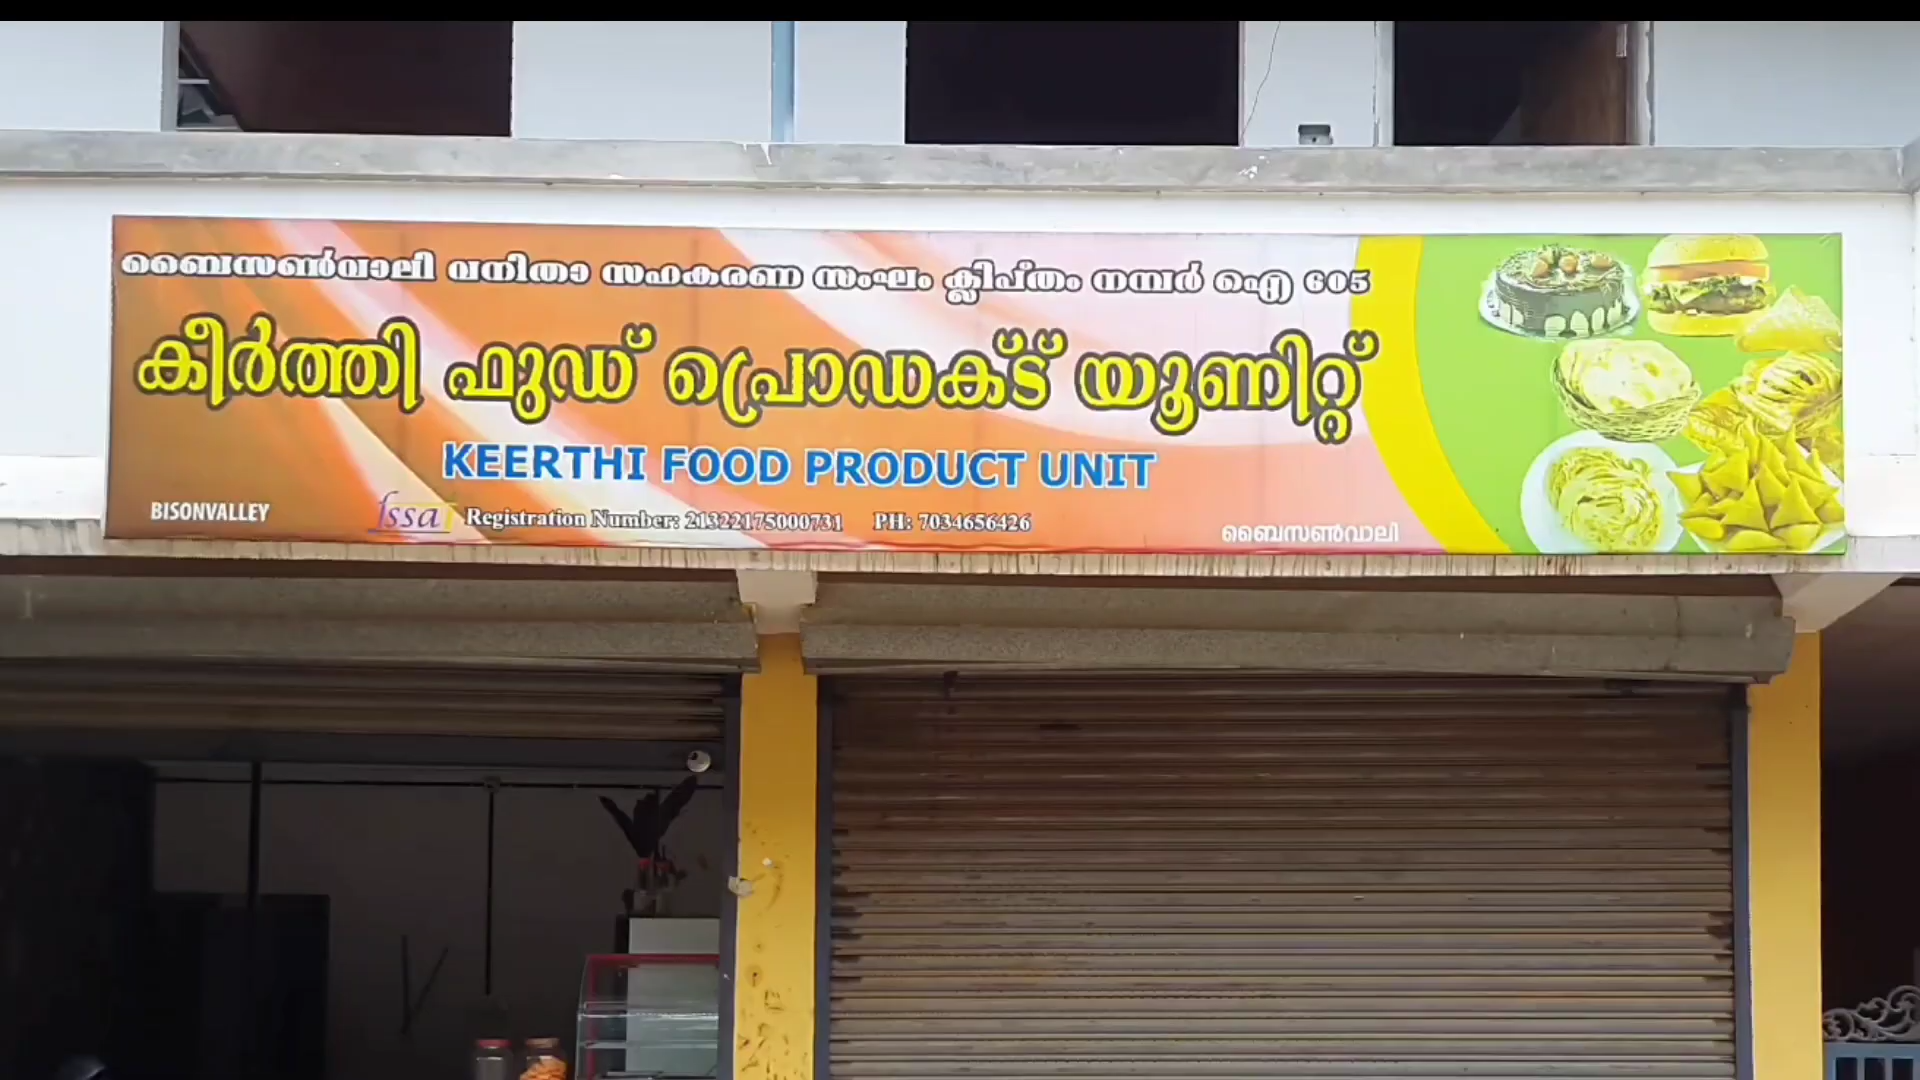 ബൈസൺവാലി വനിതാ സഹകരണ സംഘം ക്ലിപ്തം നമ്പർ ഐ 605
കീർത്തി ഫുഡ് പ്രൊഡക്ട് യൂണിറ്റ്
KEERTHI FOOD PRODUCT UNIT
BISONVALLEY fssai Registration Number: 21322175000731 PH: 7034656426 ബൈസൺവാലി